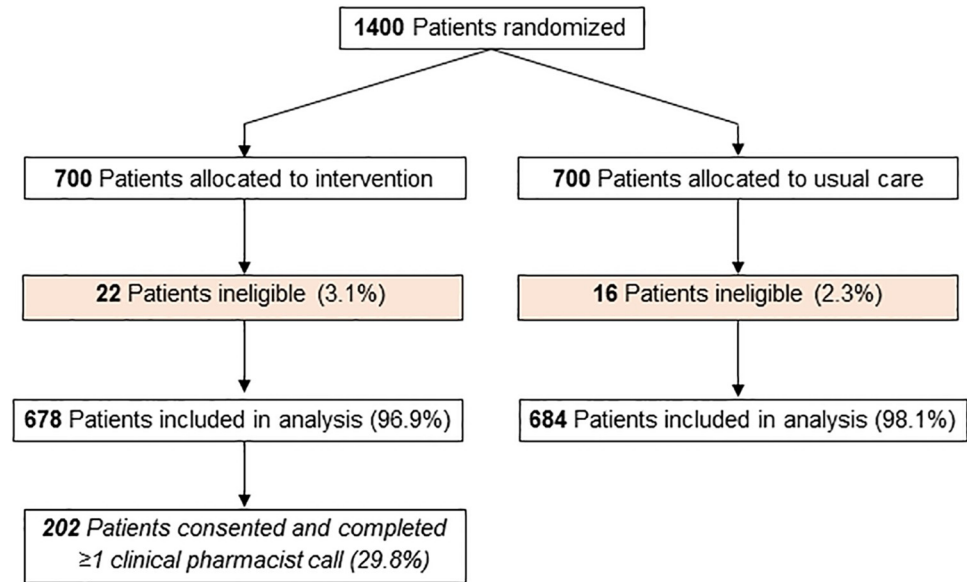 1400 Patients randomized
700 Patients allocated to intervention
700 Patients allocated to usual care
22 Patients ineligible (3.1%)
16 Patients ineligible (2.3%)
678 Patients included in analysis (96.9%)
684 Patients included in analysis (98.1%)
202 Patients consented and completed
≥1 clinical pharmacist call (29.8%)